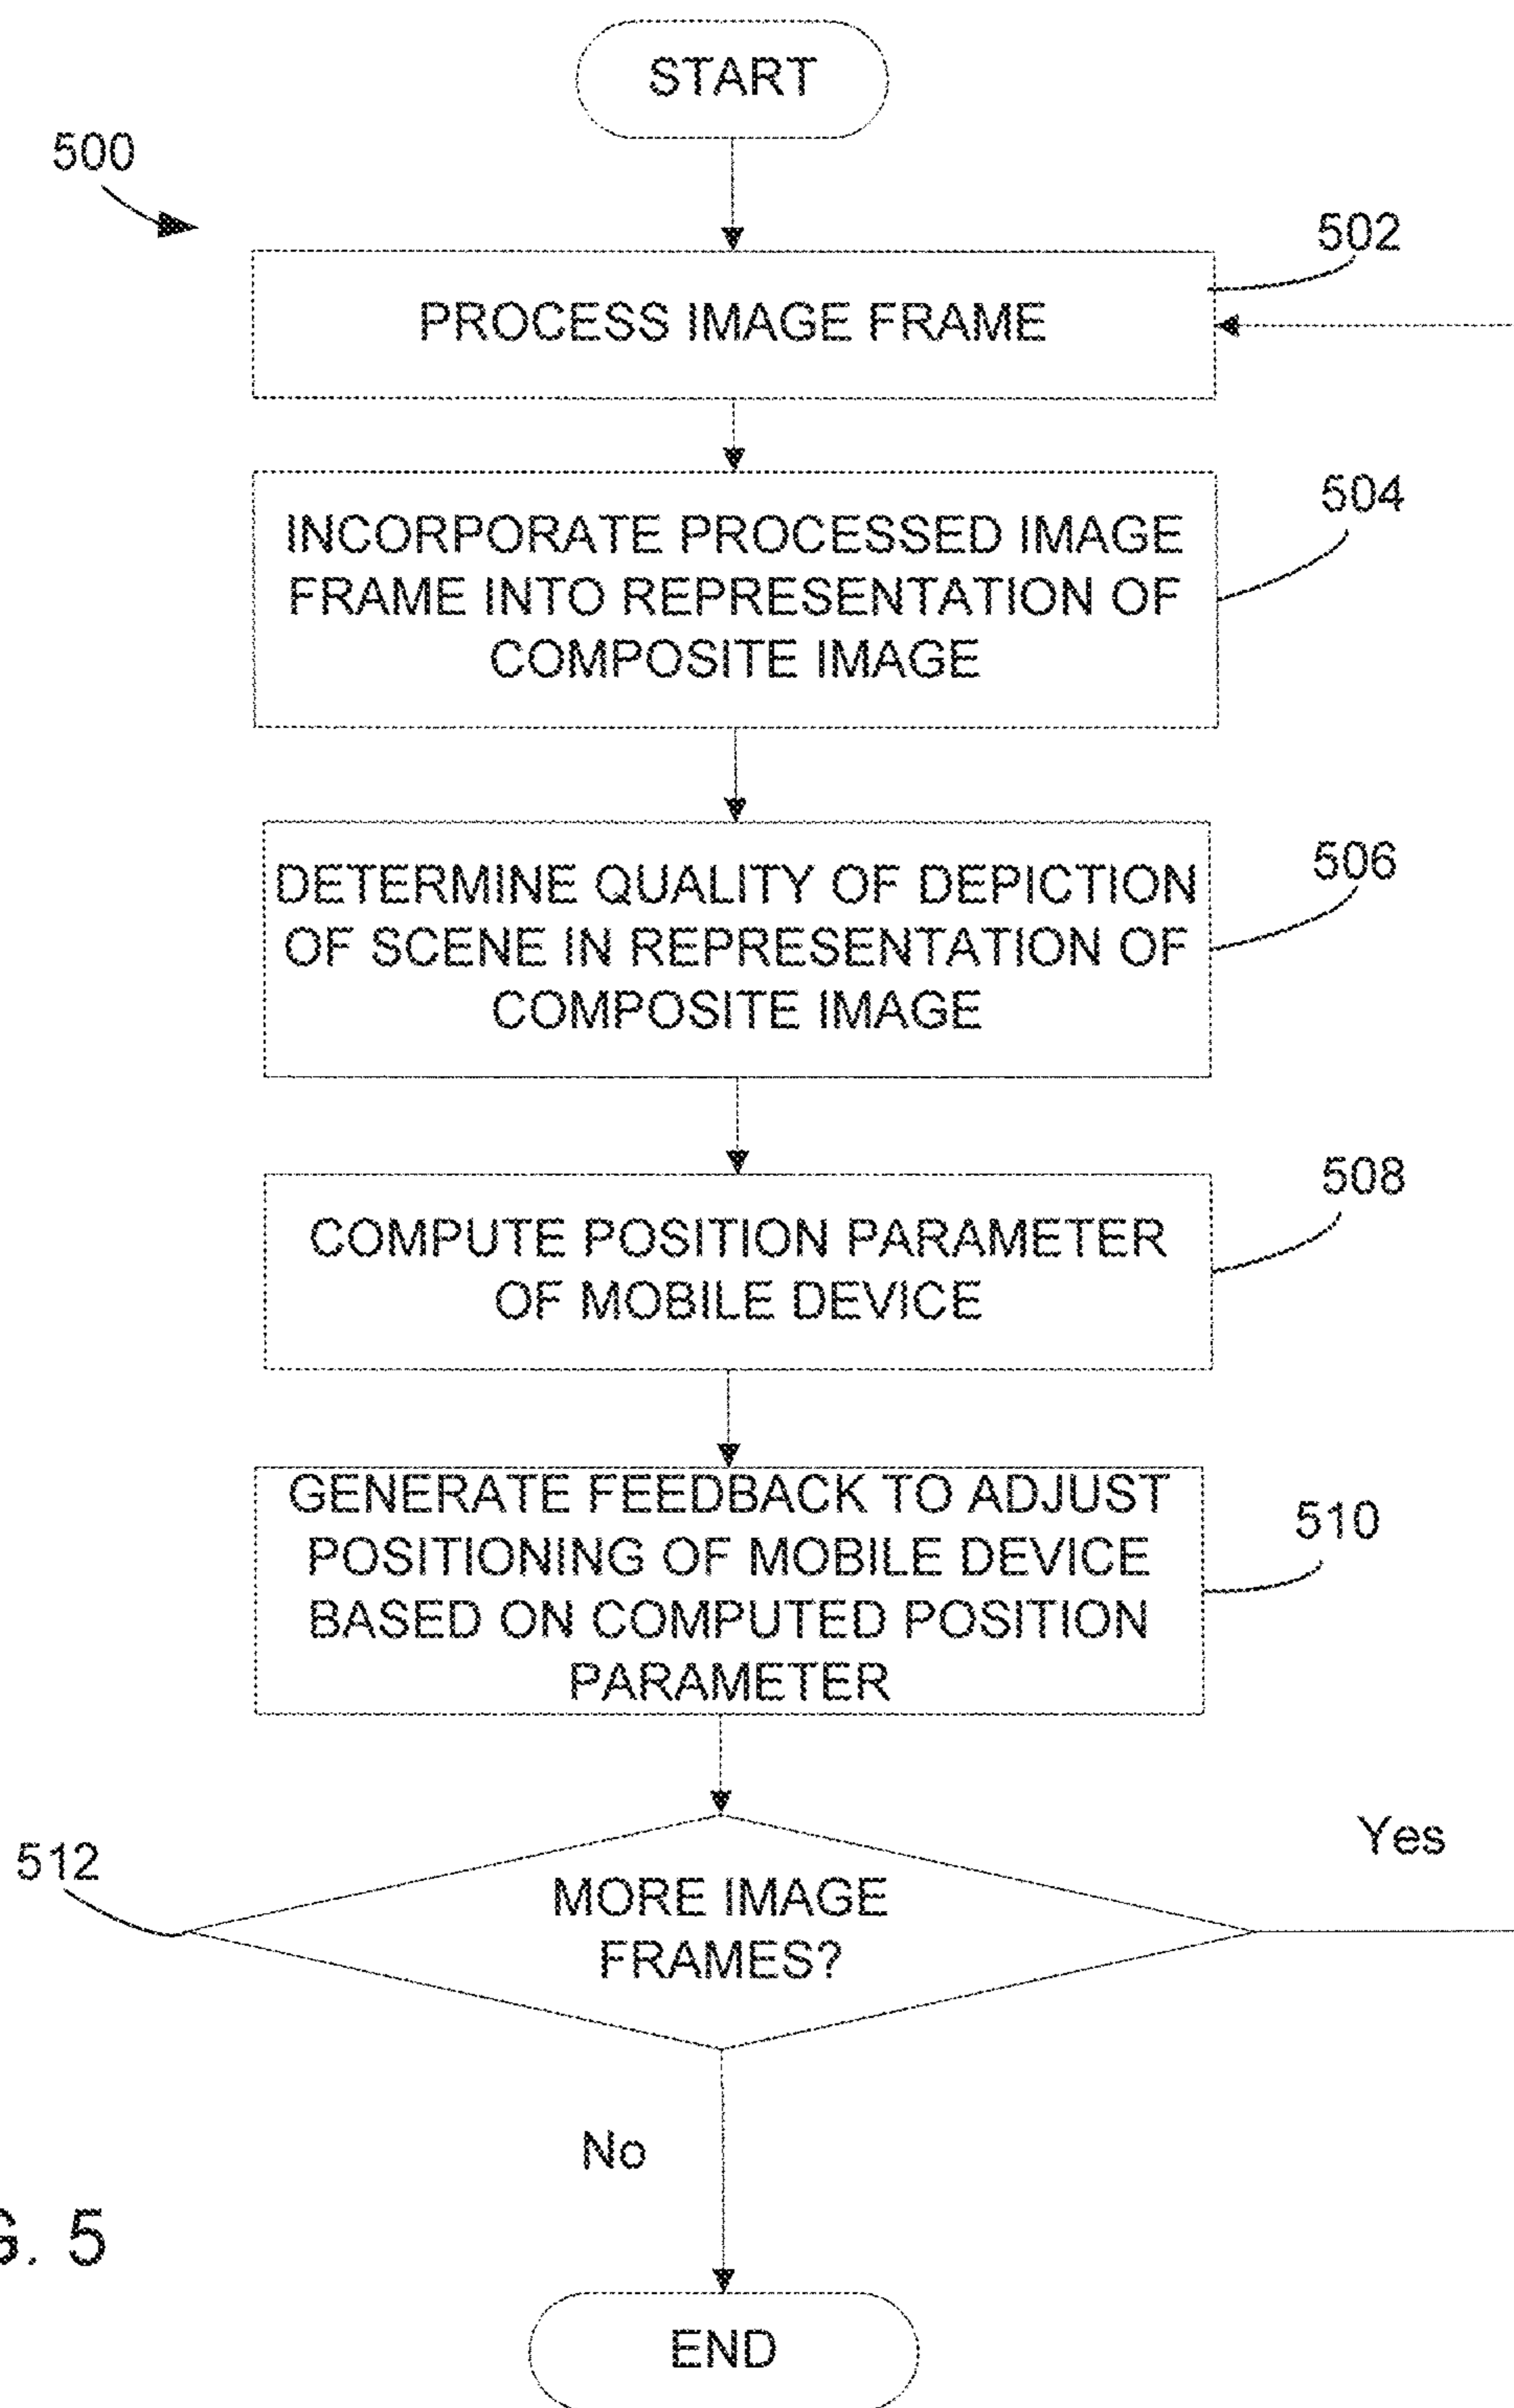 START
500
502
PROCESS IMAGE FRAME
504
INCORPORATE PROCESSED IMAGE
FRAME INTO REPRESENTATION OF
COMPOSITE IMAGE
506
DETERMINE QUALITY OF DEPICTION
OF SCENE IN REPRESENTATION OF
COMPOSITE IMAGE
508
COMPUTE POSITION PARAMETER
OF MOBILE DEVICE
510
GENERATE FEEDBACK TO ADJUST
POSITIONING OF MOBILE DEVICE
BASED ON COMPUTED POSITION
PARAMETER
512
MORE IMAGE
FRAMES?
Yes
No
G. 5
END